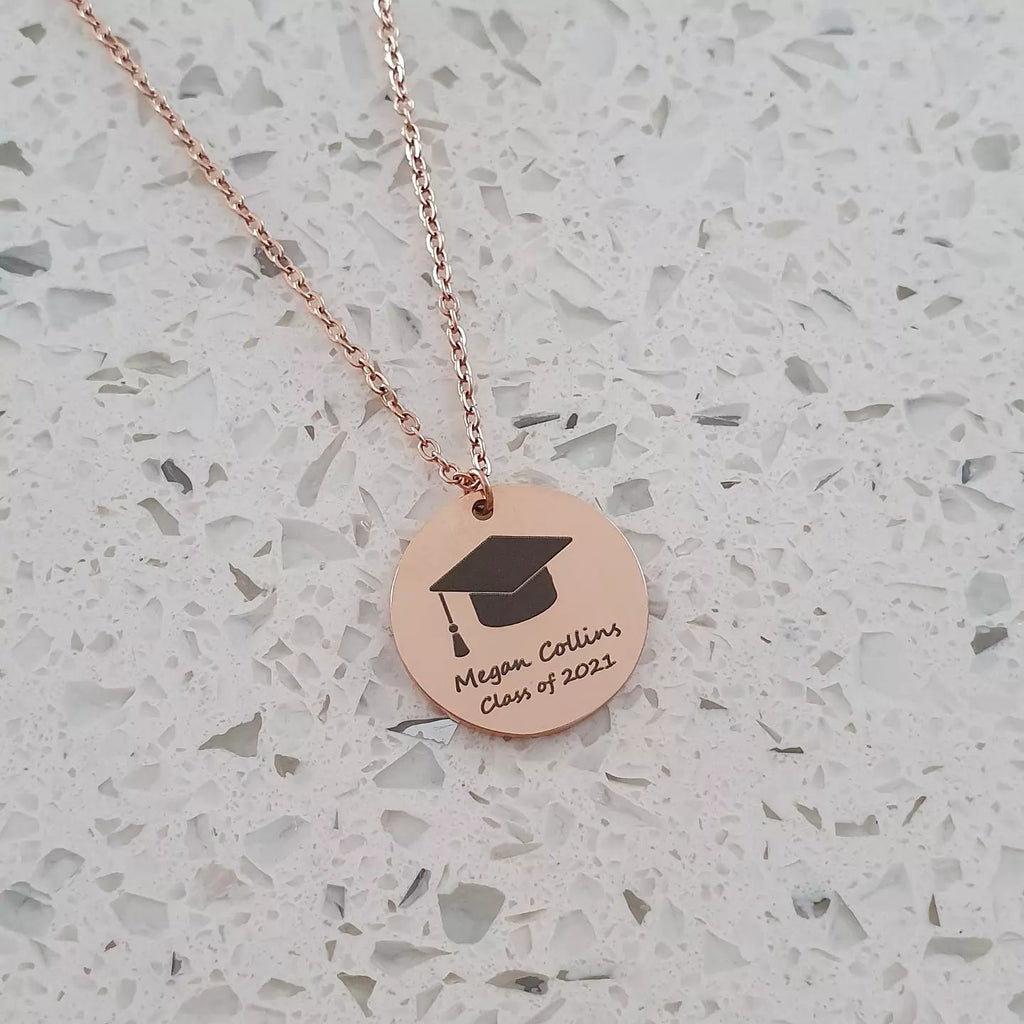 Megan Collins
Class of 2021